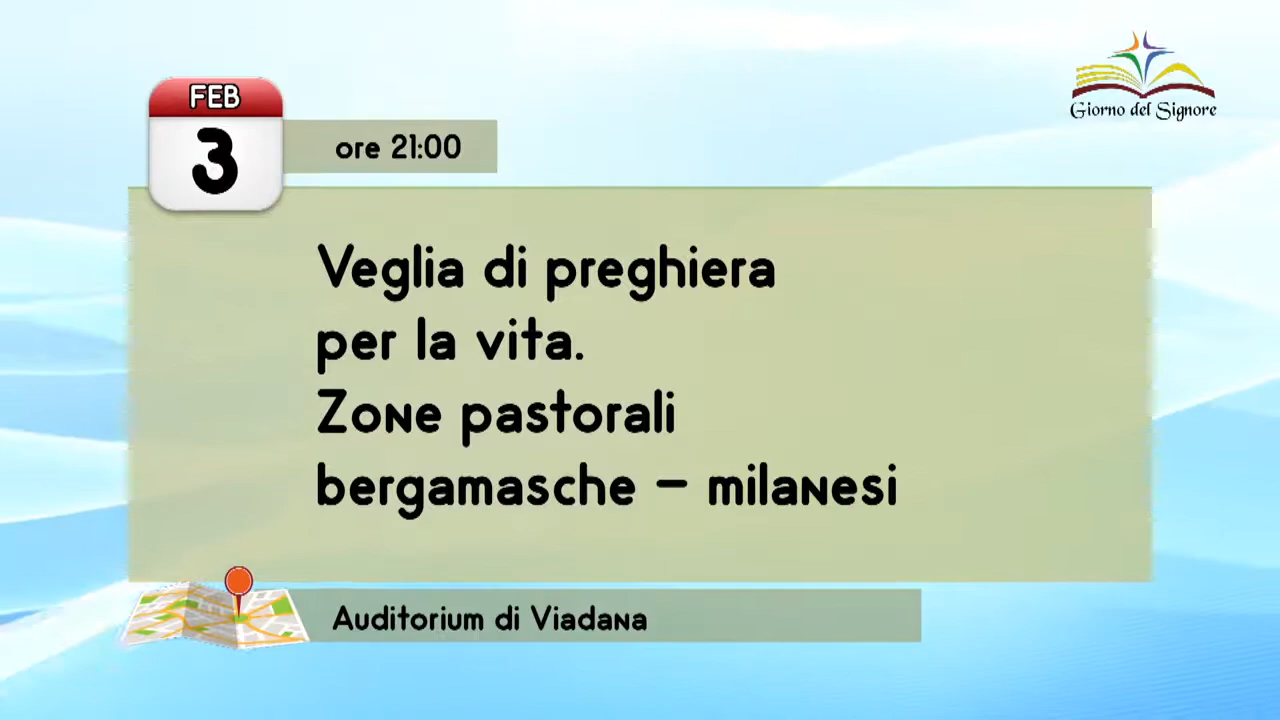 FEB
3
ore 21:00
Giorno del Signore
Veglia di preghiera
per la vita.
Zone pastorali
bergamasche – milanesi
Auditorium di Viadana